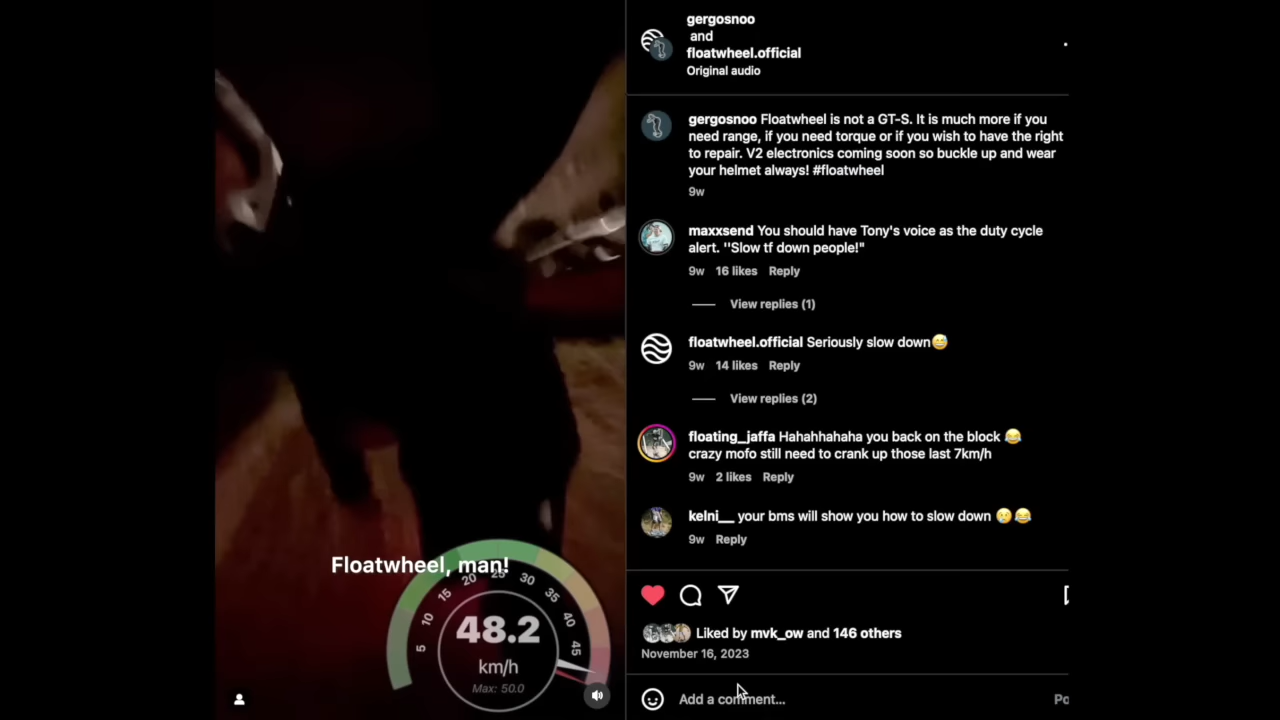 gergosnoo
and
floatwheel.official
Original audio
gergosnoo Floatwheel is not a GT-S. It is much more if you
need range, if you need torque or if you wish to have the right
to repair. V2 electronics coming soon so buckle up and wear
your helmet always! #floatwheel
9w
maxxsend You should have Tony's voice as the duty cycle
alert. ''Slow tf down people!"
9w 16 likes Reply
View replies (1)
floatwheel.official Seriously slow down😅
9w 14 likes Reply
View replies (2)
floating_jaffa Hahahhahaha you back on the block 😂
crazy mofo still need to crank up those last 7km/h
9w 2 likes Reply
kelni__ your bms will show you how to slow down 😢😂
9w Reply
Liked by mvk_ow and 146 others
November 16, 2023
Add a comment...
Po
Floatwheel, man!
5 10 15 20 25 30 35 40 45
48.2
km/h
Max: 50.0